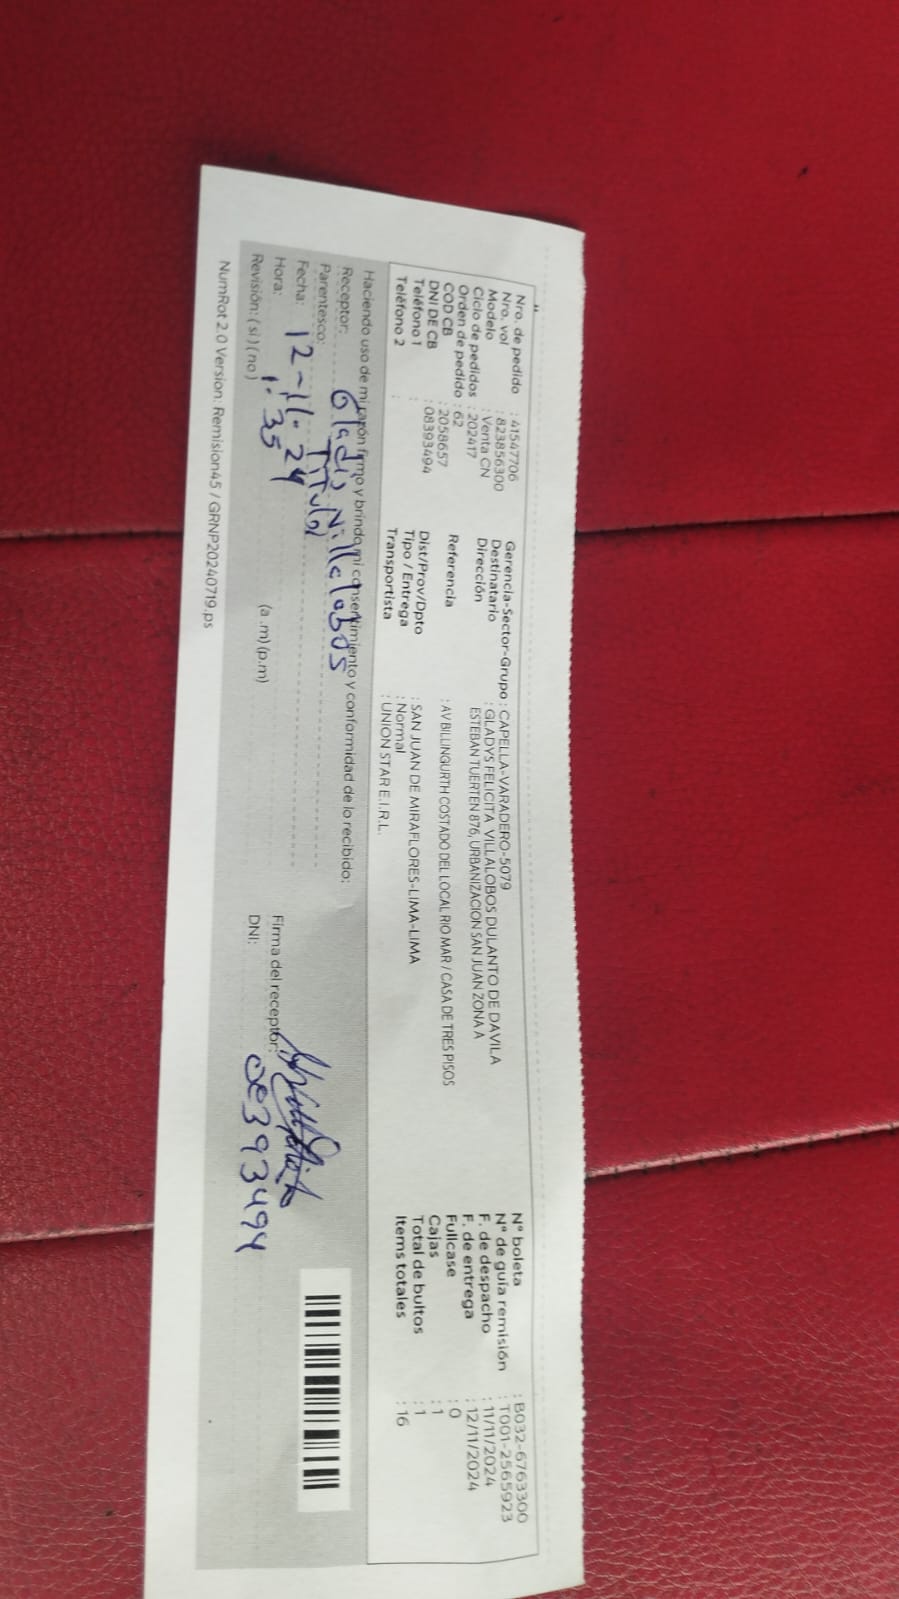 Nro. de pedido : 41547706
Nro. vol : 823856300
Modelo : Venta CN
Ciclo de pedidos : 202417
Orden de pedido : 62
COD CB : 2058657
DNI DE CB : 08393494
Teléfono 1 :
Teléfono 2 :
Gerencia-Sector-Grupo : CAPELLA-VARADERO-5079
Destinatario : GLADYS FELICITA VILLALOBOS DULANTO DE DAVILA
Dirección ESTEBAN TUERTEN 876, URBANIZACION SAN JUAN ZONA A
Referencia : AV BILLINGURTH COSTADO DEL LOCAL RIO MAR / CASA DE TRES PISOS
Dist/Prov/Dpto : SAN JUAN DE MIRAFLORES-LIMA-LIMA
Tipo / Entrega : Normal
Transportista : UNION STAR E.I.R.L.
N° boleta : B032-6763300
N° de guía remisión : T001-2565923
F. de despacho : 11/11/2024
F. de entrega : 12/11/2024
Fullcase : 0
Cajas : 1
Total de bultos : 1
Items totales : 16
Haciendo uso de mi razón firmo y brindo mi consentimiento y conformidad de lo recibido:
Receptor: Gladis Villalobos
Parentesco: Titular
Fecha: 12-11-24
Hora: 1:35 (a.m) (p.m)
Revisión: (si) (no)
Firma del receptor:
DNI: 08393494
NumRot 2.0 Version: Remision45 / GRNP20240719.ps